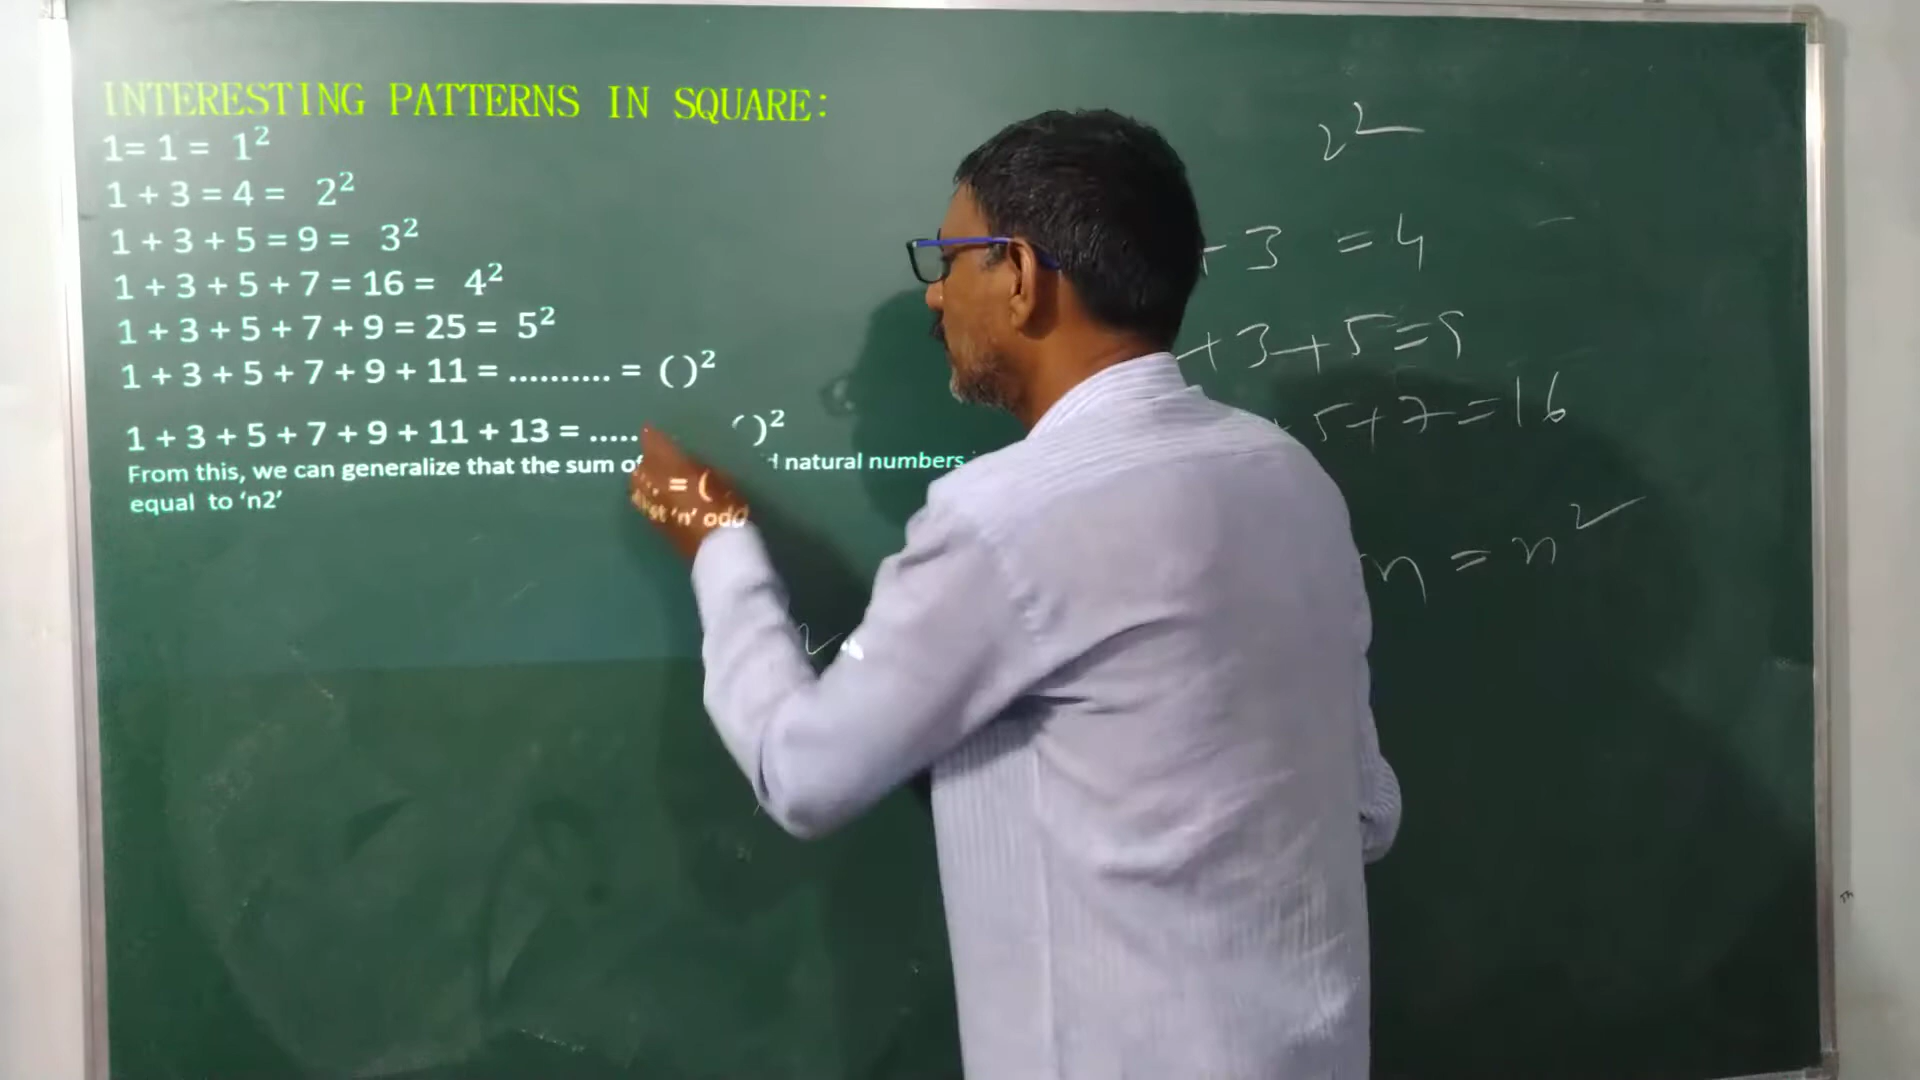 INTERESTING PATTERNS IN SQUARE:
1= 1 = 1²
1 + 3 = 4 = 2²
1 + 3 + 5 = 9 = 3²
1 + 3 + 5 + 7 = 16 = 4²
1 + 3 + 5 + 7 + 9 = 25 = 5²
1 + 3 + 5 + 7 + 9 + 11 = .......... = ( )²
1 + 3 + 5 + 7 + 9 + 11 + 13 = ........ = ( )²
From this, we can generalize that the sum of first 'n' odd natural numbers
equal to 'n2'
2²
+ 3 = 4
+ 3 + 5 = 9
5 + 7 = 16
n = n²